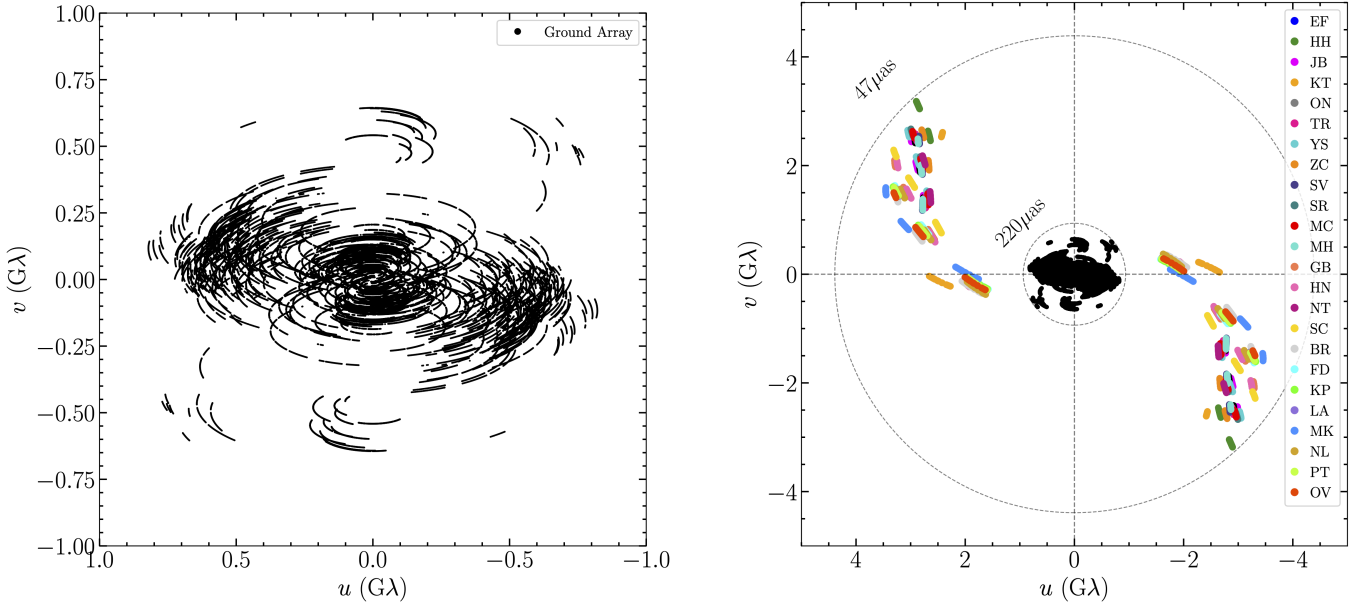 1.00
0.75
0.50
0.25
0.00
−0.25
−0.50
−0.75
−1.00
v (Gλ)
1.0
0.5
0.0
−0.5
−1.0
u (Gλ)
Ground Array
4
2
0
−2
−4
v (Gλ)
4
2
0
−2
−4
u (Gλ)
47μas
220μas
EF
HH
JB
KT
ON
TR
YS
ZC
SV
SR
MC
MH
GB
HN
NT
SC
BR
FD
KP
LA
MK
NL
PT
OV